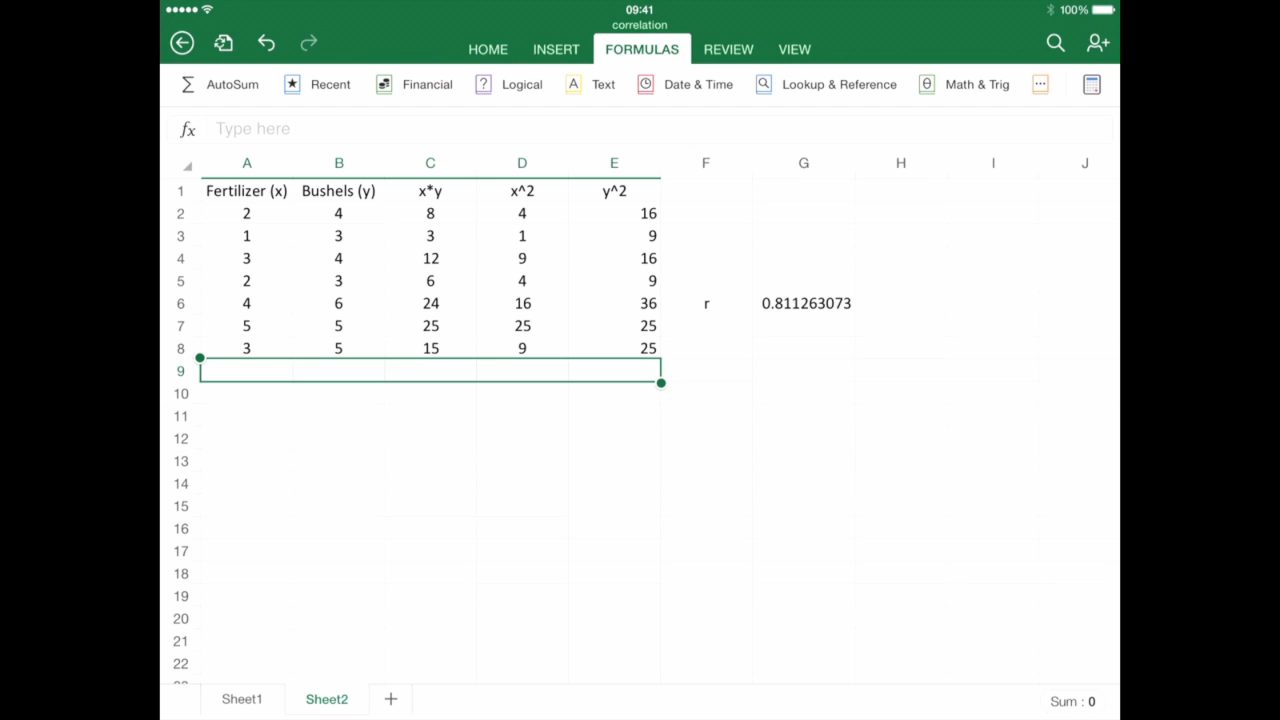 09:41
100%
correlation
HOME INSERT FORMULAS REVIEW VIEW
Σ AutoSum Recent Financial ? Logical A Text Date & Time Lookup & Reference θ Math & Trig ...
fx Type here
A B C D E F G H I J
1 Fertilizer (x) Bushels (y) x*y x^2 y^2
2 2 4 8 4 16
3 1 3 3 1 9
4 3 4 12 9 16
5 2 3 6 4 9
6 4 6 24 16 36 r 0.811263073
7 5 5 25 25 25
8 3 5 15 9 25
9
10
11
12
13
14
15
16
17
18
19
20
21
22
Sheet1 Sheet2 + Sum : 0